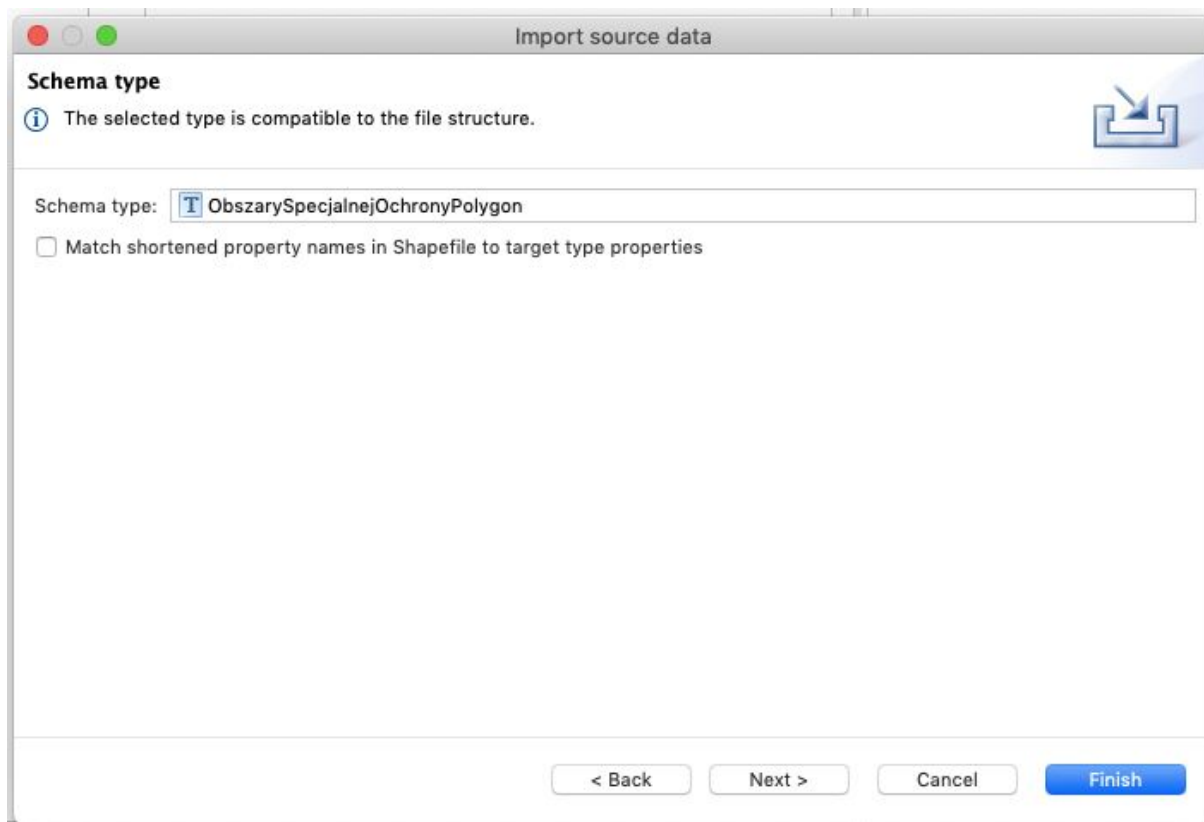 Import source data
Schema type
The selected type is compatible to the file structure.
Schema type: T ObszarySpecjalnejOchronyPolygon
Match shortened property names in Shapefile to target type properties
< Back Next > Cancel Finish